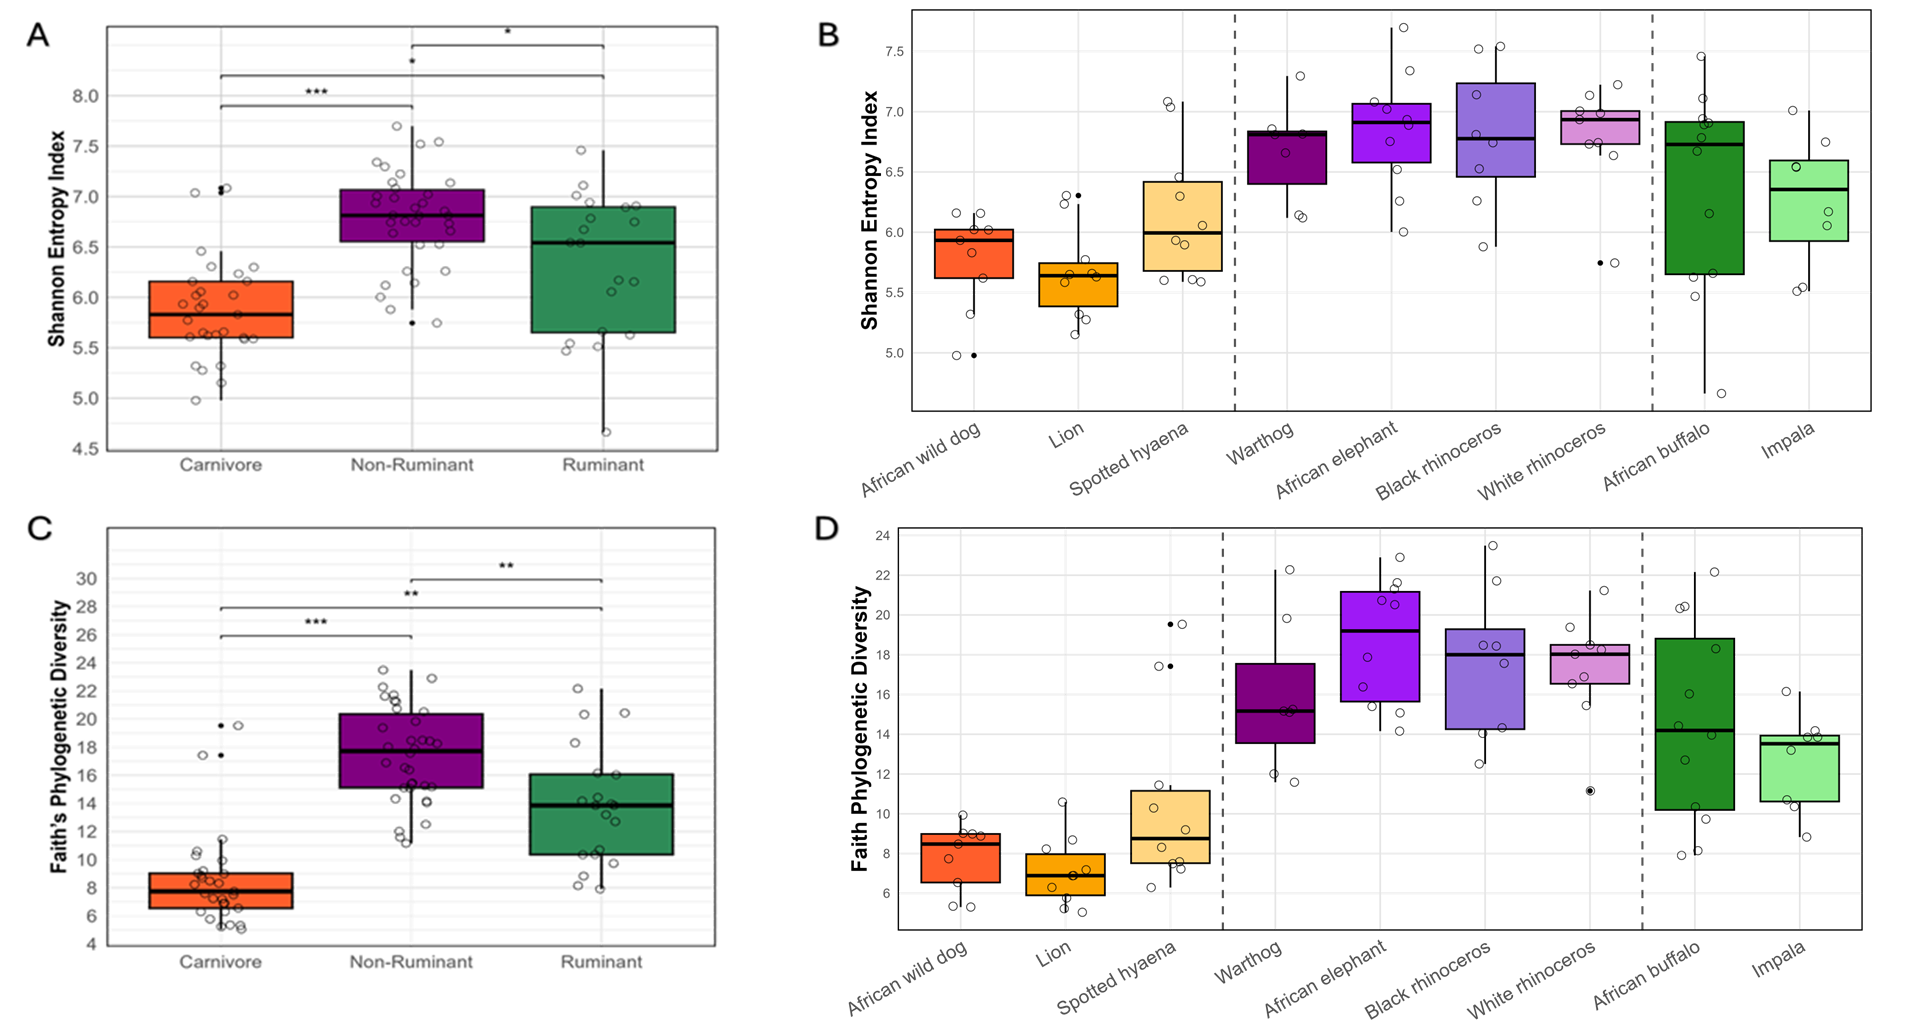 A
Shannon Entropy Index
8.0
7.5
7.0
6.5
6.0
5.5
5.0
4.5
*
*
***
Carnivore Non-Ruminant Ruminant
B
Shannon Entropy Index
7.5
7.0
6.5
6.0
5.5
5.0
African wild dog
Lion
Spotted hyaena
Warthog
African elephant
Black rhinoceros
White rhinoceros
African buffalo
Impala
C
Faith's Phylogenetic Diversity
30
28
26
24
22
20
18
16
14
12
10
8
6
4
**
**
***
Carnivore Non-Ruminant Ruminant
D
Faith Phylogenetic Diversity
24
22
20
18
16
14
12
10
8
6
African wild dog
Lion
Spotted hyaena
Warthog
African elephant
Black rhinoceros
White rhinoceros
African buffalo
Impala